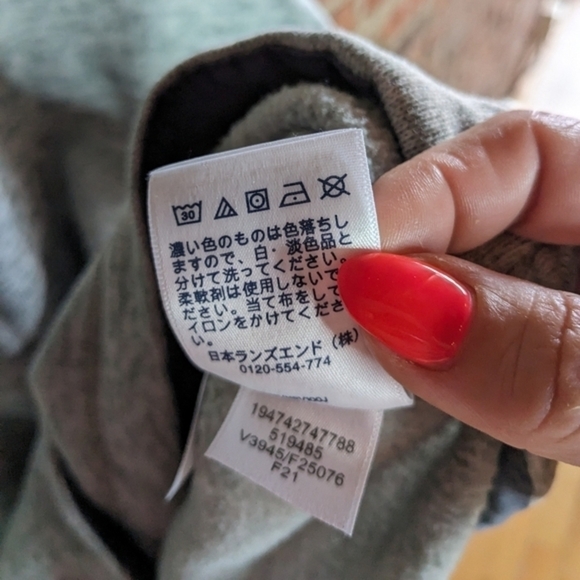 30
濃い色のものは色落ちし
ますので、白・淡色品と
分けて洗ってください。
柔軟剤は使用しないで
ださい。当て布をして
イロンをかけてくださ
い。
日本ランズエンド（株）
0120-554-774
194742747788
519485
V3945/F25076
F21